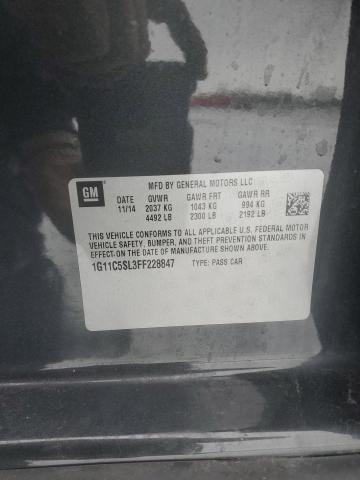 GM
MFD BY GENERAL MOTORS LLC
DATE GVWR GAWR FRT GAWR RR
11/14 2037 KG 1043 KG 994 KG
4492 LB 2300 LB 2192 LB
THIS VEHICLE CONFORMS TO ALL APPLICABLE U.S. FEDERAL MOTOR
VEHICLE SAFETY, BUMPER, AND THEFT PREVENTION STANDARDS IN
EFFECT ON THE DATE OF MANUFACTURE SHOWN ABOVE.
1G11C5SL3FF228847 TYPE: PASS CAR